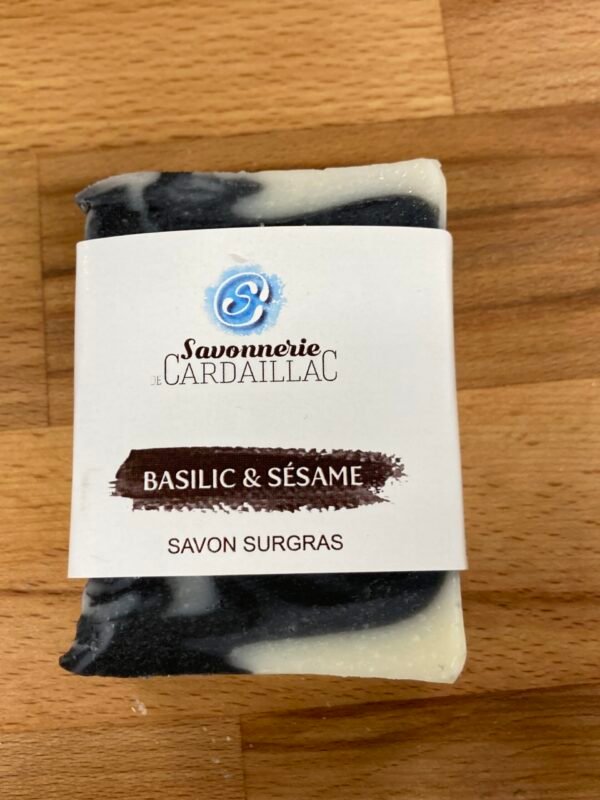 Savonnerie
DE CARDAILLAC
BASILIC & SÉSAME
SAVON SURGRAS